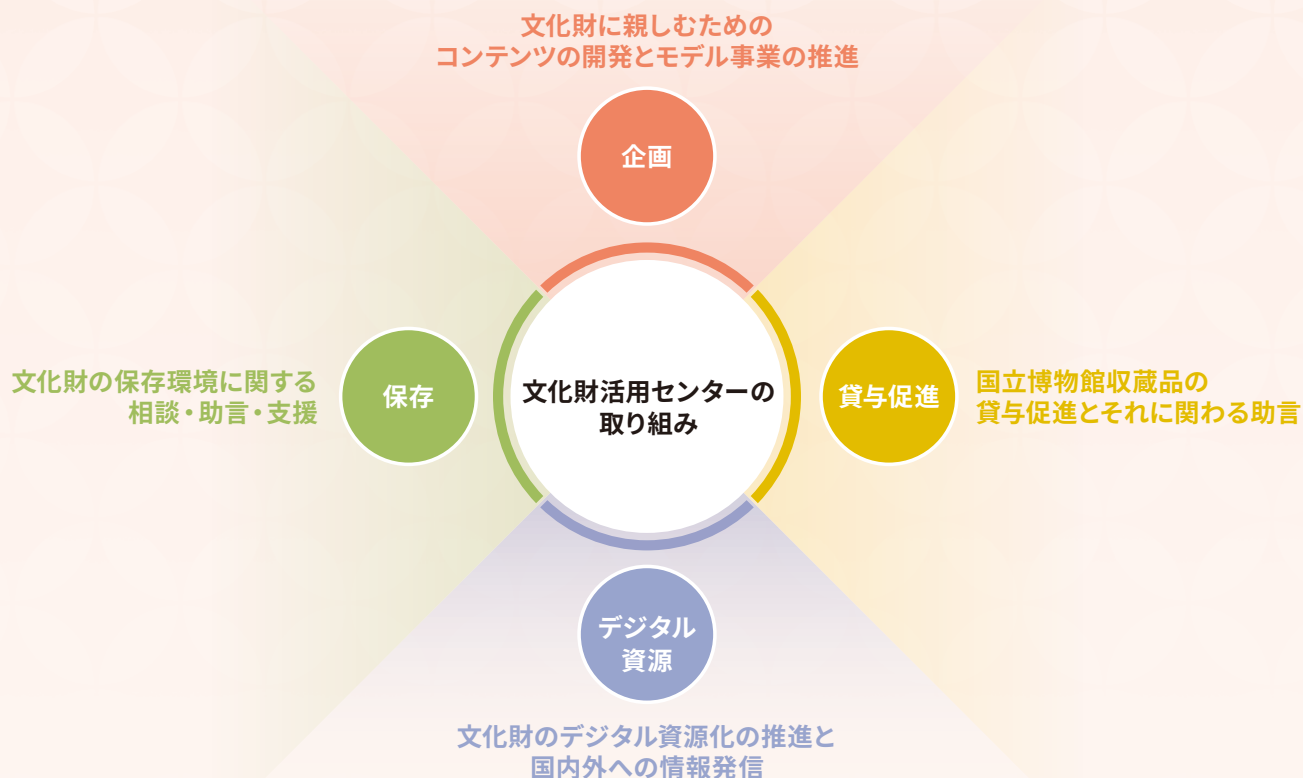 文化財に親しむための
コンテンツの開発とモデル事業の推進
企画
文化財の保存環境に関する
相談・助言・支援
保存
文化財活用センターの
取り組み
貸与促進
国立博物館収蔵品の
貸与促進とそれに関わる助言
デジタル
資源
文化財のデジタル資源化の推進と
国内外への情報発信